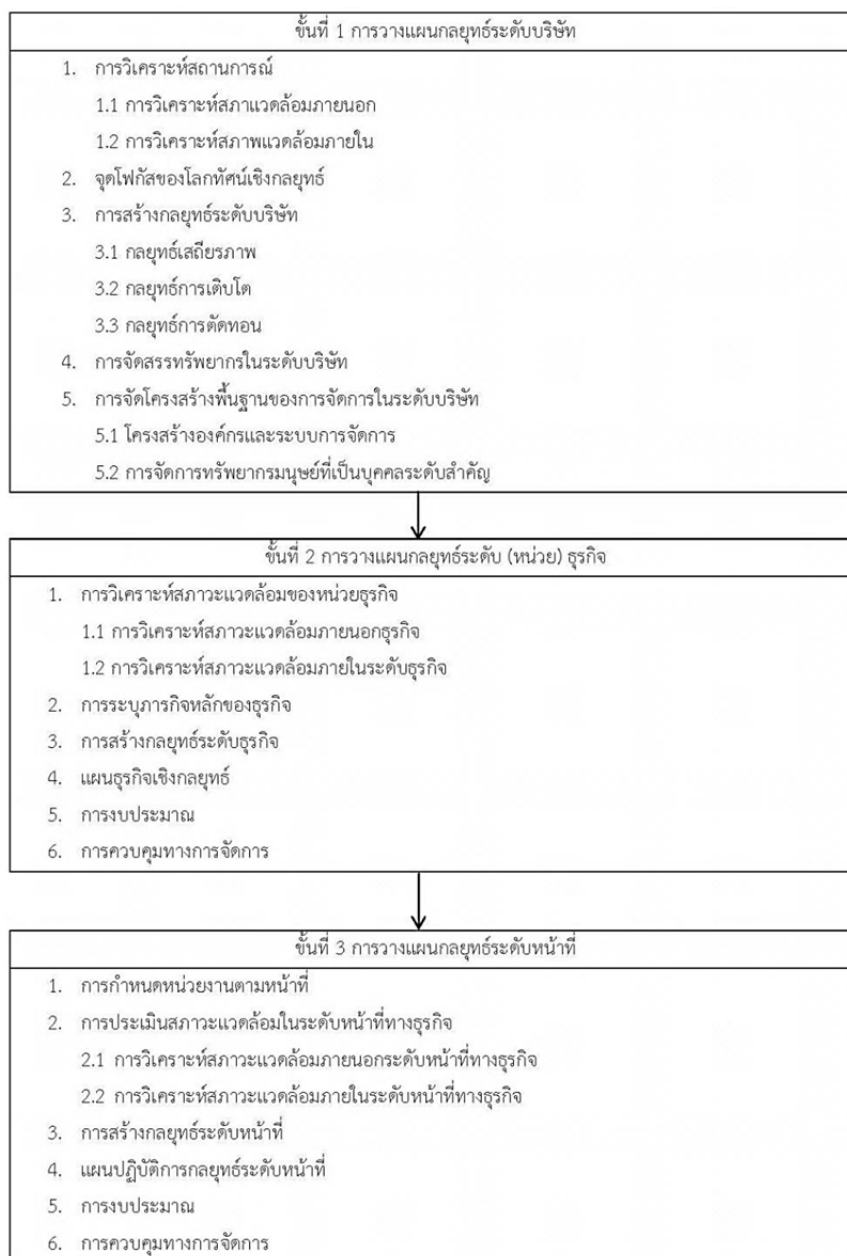 ขั้นที่ 1 การวางแผนกลยุทธ์ระดับบริษัท
1. การวิเคราะห์สถานการณ์
1.1 การวิเคราะห์สภาแวดล้อมภายนอก
1.2 การวิเคราะห์สภาพแวดล้อมภายใน
2. จุดโฟกัสของโลกทัศน์เชิงกลยุทธ์
3. การสร้างกลยุทธ์ระดับบริษัท
3.1 กลยุทธ์เสถียรภาพ
3.2 กลยุทธ์การเติบโต
3.3 กลยุทธ์การตัดทอน
4. การจัดสรรทรัพยากรในระดับบริษัท
5. การจัดโครงสร้างพื้นฐานของการจัดการในระดับบริษัท
5.1 โครงสร้างองค์กรและระบบการจัดการ
5.2 การจัดการทรัพยากรมนุษย์ที่เป็นบุคคลระดับสำคัญ
ขั้นที่ 2 การวางแผนกลยุทธ์ระดับ (หน่วย) ธุรกิจ
1. การวิเคราะห์สภาวะแวดล้อมของหน่วยธุรกิจ
1.1 การวิเคราะห์สภาวะแวดล้อมภายนอกธุรกิจ
1.2 การวิเคราะห์สภาวะแวดล้อมภายในระดับธุรกิจ
2. การระบุภารกิจหลักของธุรกิจ
3. การสร้างกลยุทธ์ระดับธุรกิจ
4. แผนธุรกิจเชิงกลยุทธ์
5. การงบประมาณ
6. การควบคุมทางการจัดการ
ขั้นที่ 3 การวางแผนกลยุทธ์ระดับหน้าที่
1. การกำหนดหน่วยงานตามหน้าที่
2. การประเมินสภาวะแวดล้อมในระดับหน้าที่ทางธุรกิจ
2.1 การวิเคราะห์สภาวะแวดล้อมภายนอกระดับหน้าที่ทางธุรกิจ
2.2 การวิเคราะห์สภาวะแวดล้อมภายในระดับหน้าที่ทางธุรกิจ
3. การสร้างกลยุทธ์ระดับหน้าที่
4. แผนปฏิบัติการกลยุทธ์ระดับหน้าที่
5. การงบประมาณ
6. การควบคุมทางการจัดการ